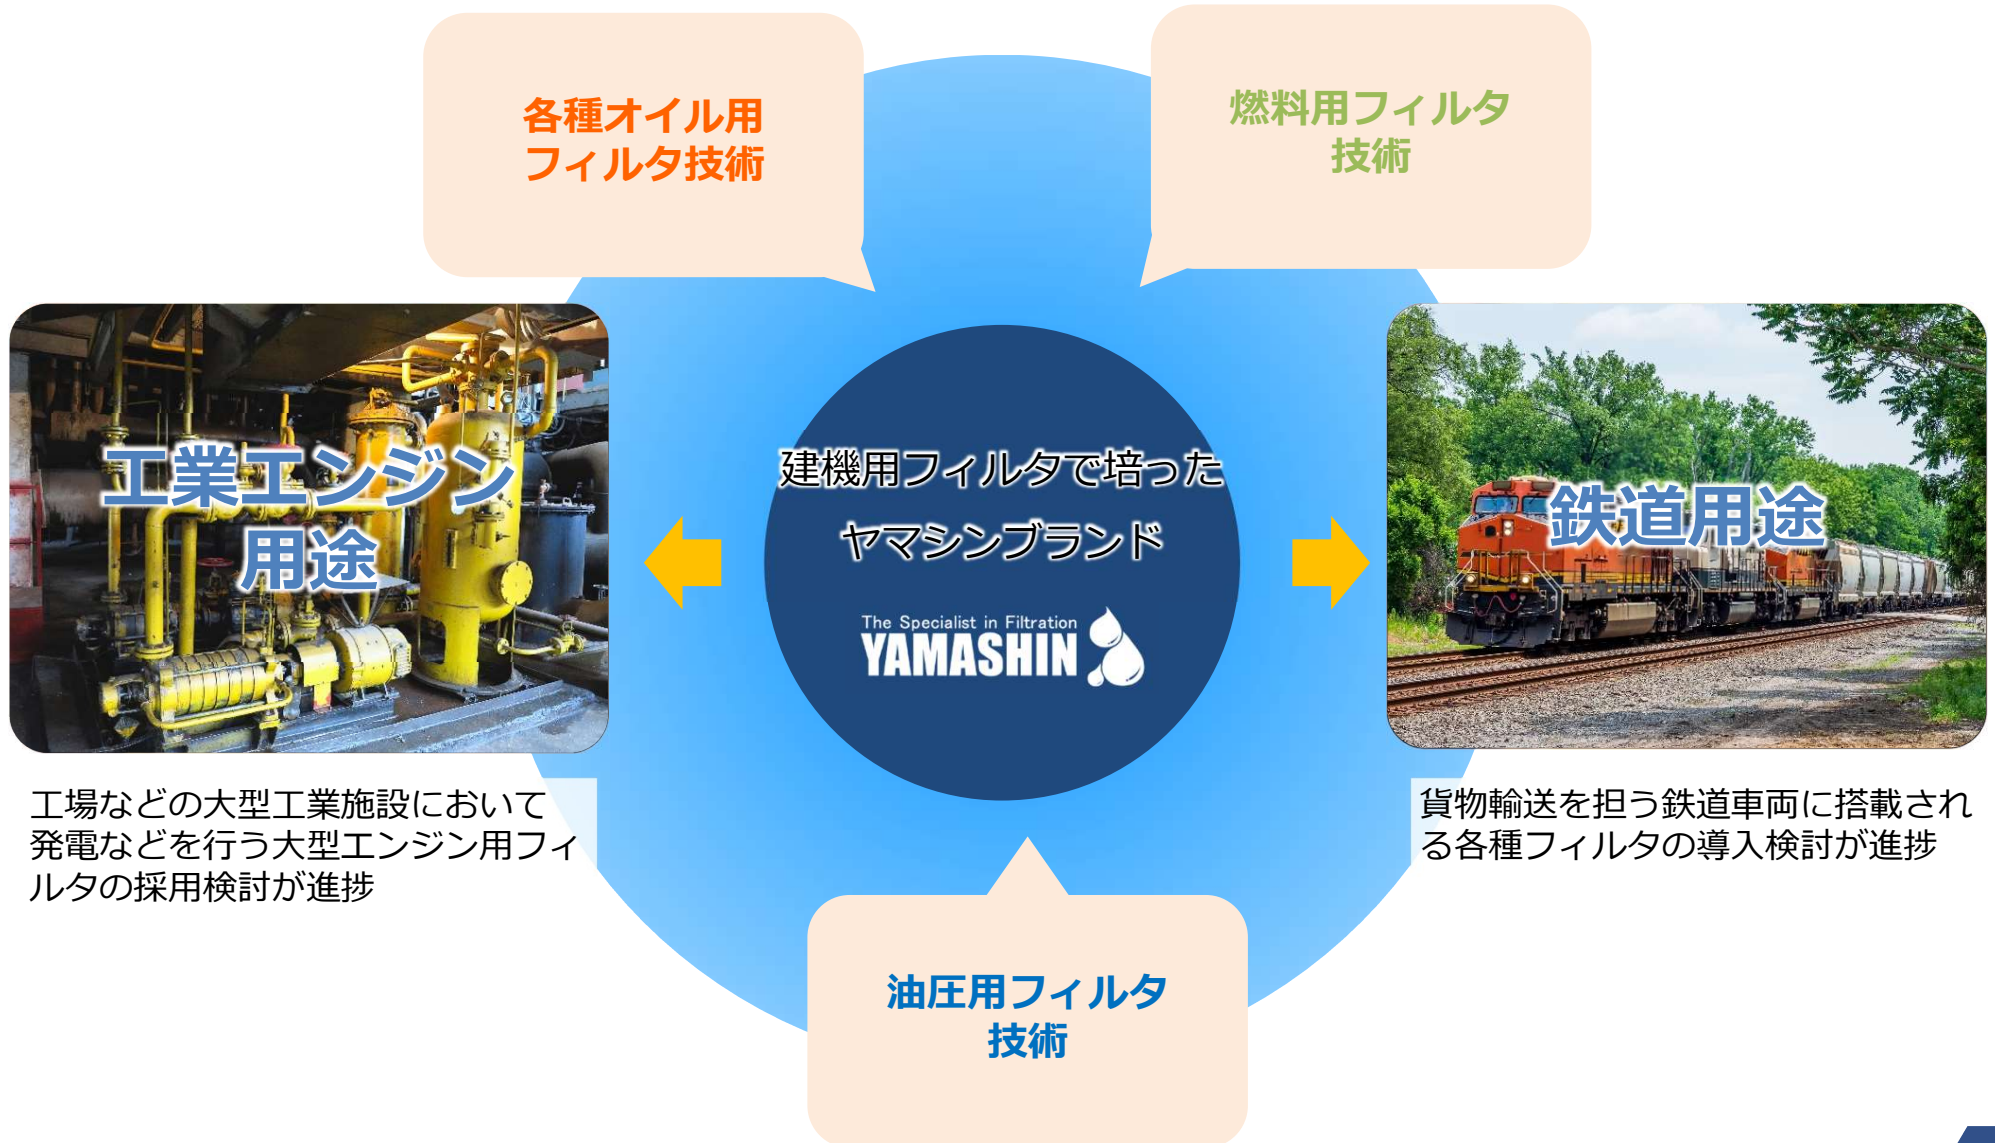 各種オイル用
フィルタ技術
燃料用フィルタ
技術
工業エンジン
用途
建機用フィルタで培った
ヤマシンブランド
The Specialist in Filtration
YAMASHIN
鉄道用途
工場などの大型工業施設において
発電などを行う大型エンジン用フィ
ルタの採用検討が進捗
貨物輸送を担う鉄道車両に搭載され
る各種フィルタの導入検討が進捗
油圧用フィルタ
技術